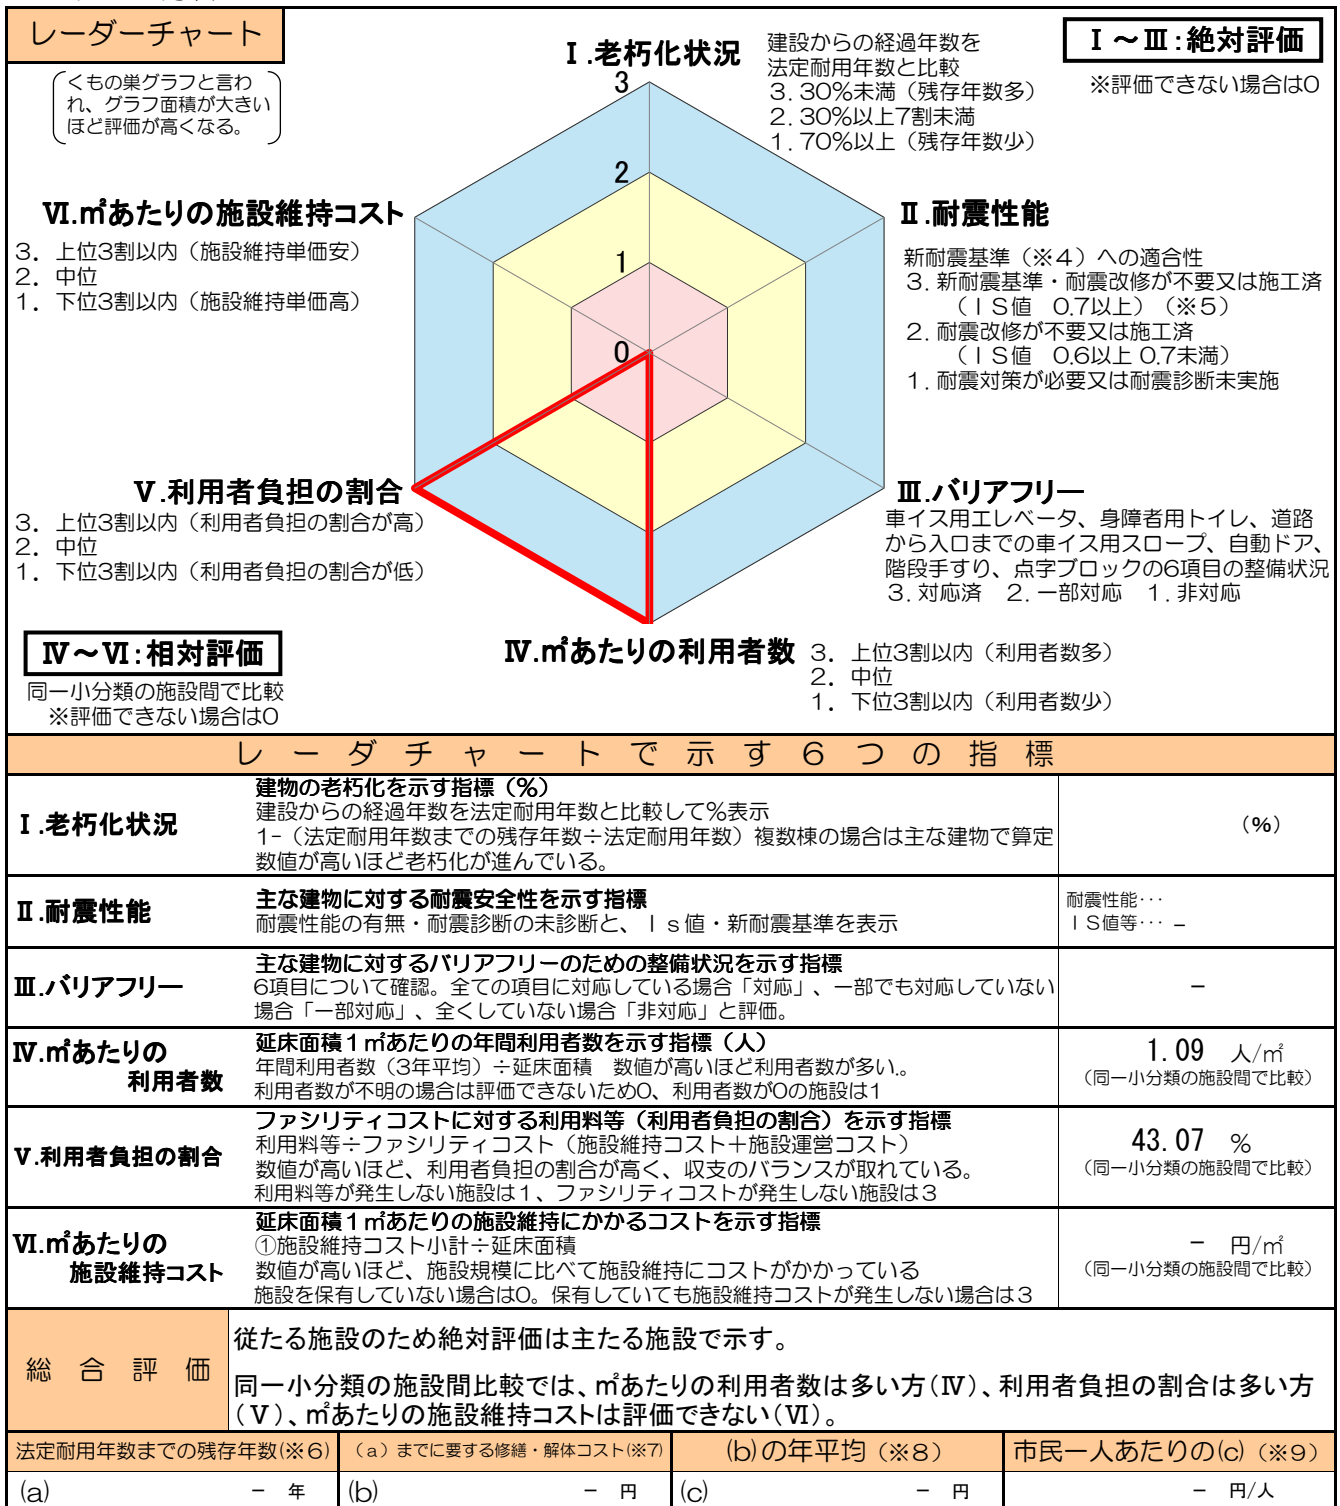 レーダーチャート
くもの巣グラフと言わ
れ、グラフ面積が大きい
ほど評価が高くなる。
Ⅰ.老朽化状況
建設からの経過年数を
法定耐用年数と比較
3. 30%未満（残存年数多）
2. 30%以上7割未満
1. 70%以上（残存年数少）
Ⅰ～Ⅲ:絶対評価
※評価できない場合は0
3
2
1
0
Ⅵ.㎡あたりの施設維持コスト
3. 上位3割以内（施設維持単価安）
2. 中位
1. 下位3割以内（施設維持単価高）
Ⅱ.耐震性能
新耐震基準（※4）への適合性
3. 新耐震基準・耐震改修が不要又は施工済
（ＩＳ値 0.7以上）（※5）
2. 耐震改修が不要又は施工済
（ＩＳ値 0.6以上 0.7未満）
1. 耐震対策が必要又は耐震診断未実施
Ⅴ.利用者負担の割合
3. 上位3割以内（利用者負担の割合が高）
2. 中位
1. 下位3割以内（利用者負担の割合が低）
Ⅲ.バリアフリー
車イス用エレベータ、身障者用トイレ、道路
から入口までの車イス用スロープ、自動ドア、
階段手すり、点字ブロックの6項目の整備状況
3. 対応済 2. 一部対応 1. 非対応
Ⅳ～Ⅵ:相対評価
同一小分類の施設間で比較
※評価できない場合は0
Ⅳ.㎡あたりの利用者数
3. 上位3割以内（利用者数多）
2. 中位
1. 下位3割以内（利用者数少）
レーダチャートで示す６つの指標
Ⅰ.老朽化状況
建物の老朽化を示す指標（%）
建設からの経過年数を法定耐用年数と比較して%表示
1-（法定耐用年数までの残存年数÷法定耐用年数）複数棟の場合は主な建物で算定
数値が高いほど老朽化が進んでいる。
（%）
Ⅱ.耐震性能
主な建物に対する耐震安全性を示す指標
耐震性能の有無・耐震診断の未診断と、Ｉｓ値・新耐震基準を表示
耐震性能･･･
ＩＳ値等･･･ －
Ⅲ.バリアフリー
主な建物に対するバリアフリーのための整備状況を示す指標
6項目について確認。全ての項目に対応している場合「対応」、一部でも対応していない
場合「一部対応」、全くしていない場合「非対応」と評価。
－
Ⅳ.㎡あたりの
利用者数
延床面積１㎡あたりの年間利用者数を示す指標（人）
年間利用者数（3年平均）÷延床面積 数値が高いほど利用者数が多い。
利用者数が不明の場合は評価できないため0、利用者数が0の施設は1
1.09 人/㎡
（同一小分類の施設間で比較）
Ⅴ.利用者負担の割合
ファシリティコストに対する利用料等（利用者負担の割合）を示す指標
利用料等÷ファシリティコスト（施設維持コスト＋施設運営コスト）
数値が高いほど、利用者負担の割合が高く、収支のバランスが取れている。
利用料等が発生しない施設は１、ファシリティコストが発生しない施設は３
43.07 %
（同一小分類の施設間で比較）
Ⅵ.㎡あたりの
施設維持コスト
延床面積１㎡あたりの施設維持にかかるコストを示す指標
①施設維持コスト小計÷延床面積
数値が高いほど、施設規模に比べて施設維持にコストがかかっている
施設を保有していない場合は0。保有していても施設維持コストが発生しない場合は３
－ 円/㎡
（同一小分類の施設間で比較）
総合評価
従たる施設のため絶対評価は主たる施設で示す。
同一小分類の施設間比較では、㎡あたりの利用者数は多い方(Ⅳ)、利用者負担の割合は多い方
(Ⅴ)、㎡あたりの施設維持コストは評価できない(Ⅵ)。
法定耐用年数までの残存年数(※6)
（a）までに要する修繕・解体コスト(※7)
(b)の年平均（※8）
市民一人あたりの(c)（※9）
(a) － 年
(b) － 円
(c) － 円
－ 円/人